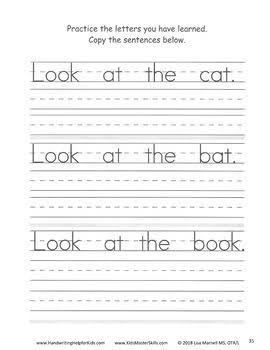 Practice the letters you have learned.
Copy the sentences below.
Look at the cat.
Look at the bat.
Look at the book.
35
www.HandwritingHelpforKids.com www.KidsMasterSkills.com © 2018 Lisa Marnell MS, OTR/L